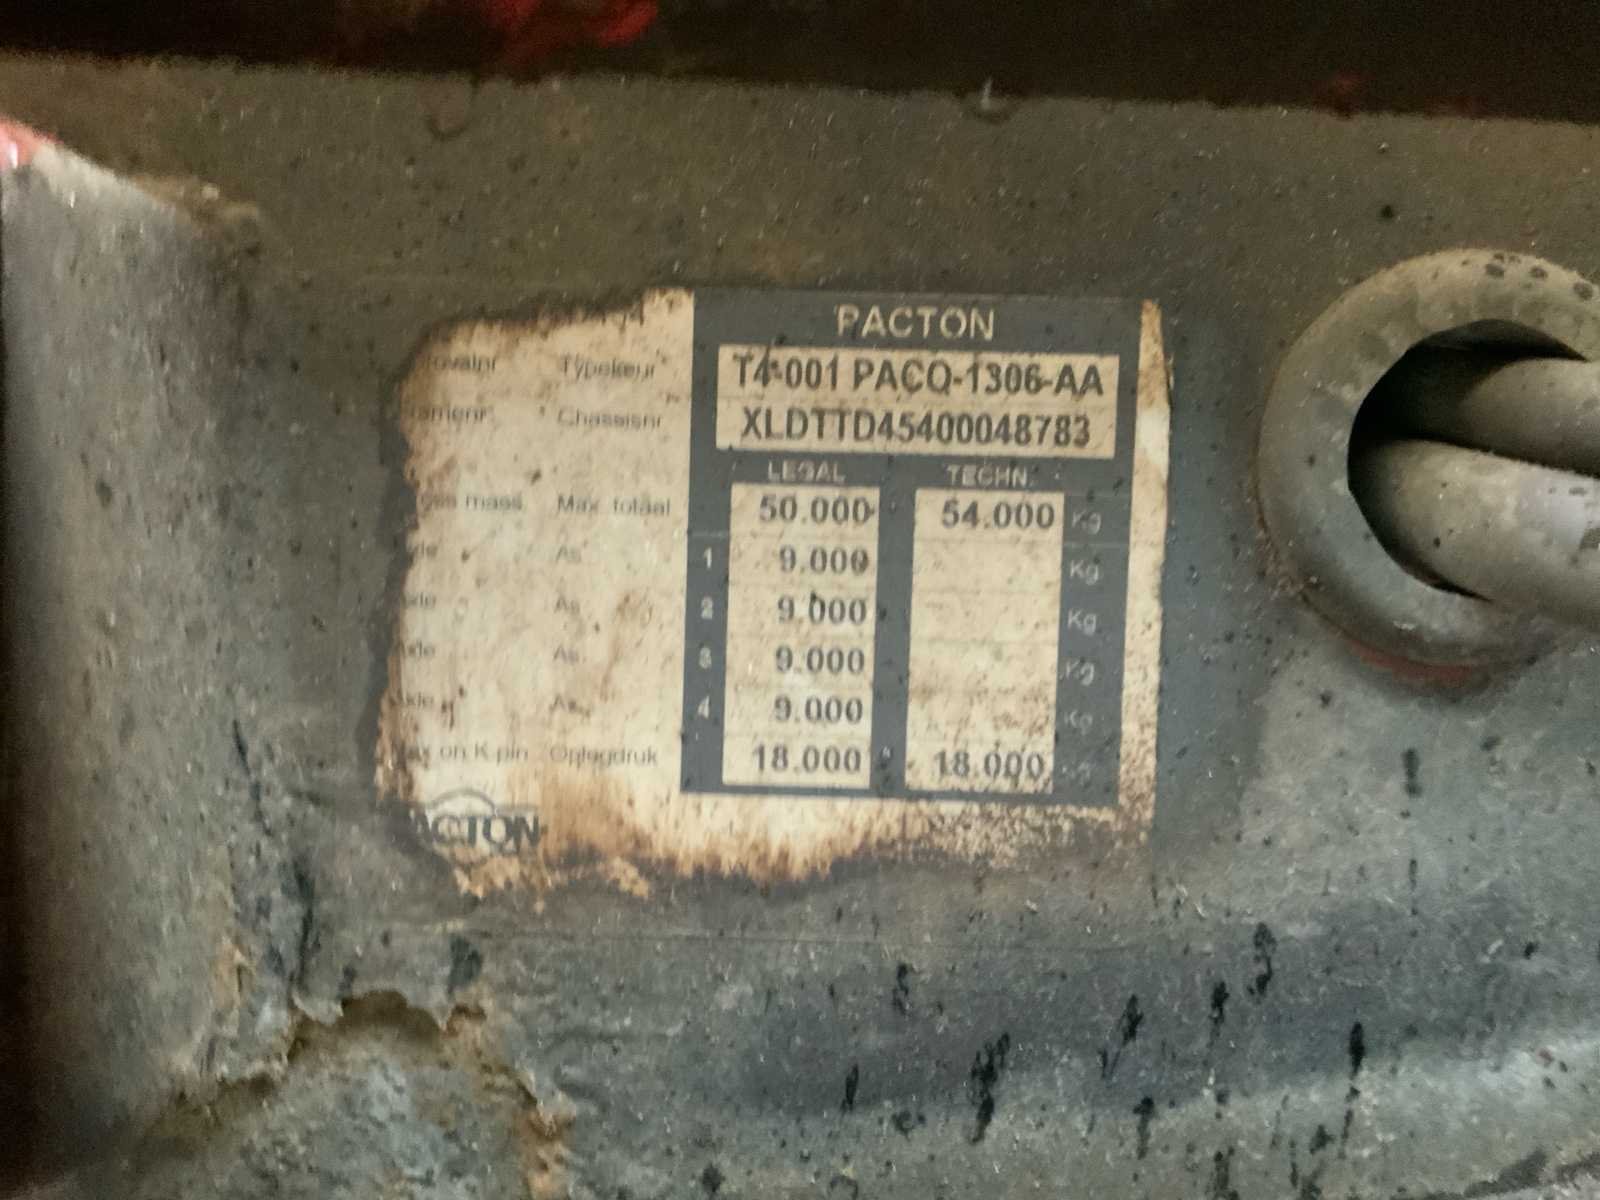 PACTON
Typekeur T4-001 PACQ-1306-AA
Chassisnr XLDTTD45400048783
LEGAL TECHN.
mass Max. totaal 50.000 54.000 Kg
As 1 9.000 Kg
As 2 9.000 Kg
As 3 9.000 Kg
As 4 9.000 Kg
on K.pin Oplegdruk 18.000 18.000
PACTON